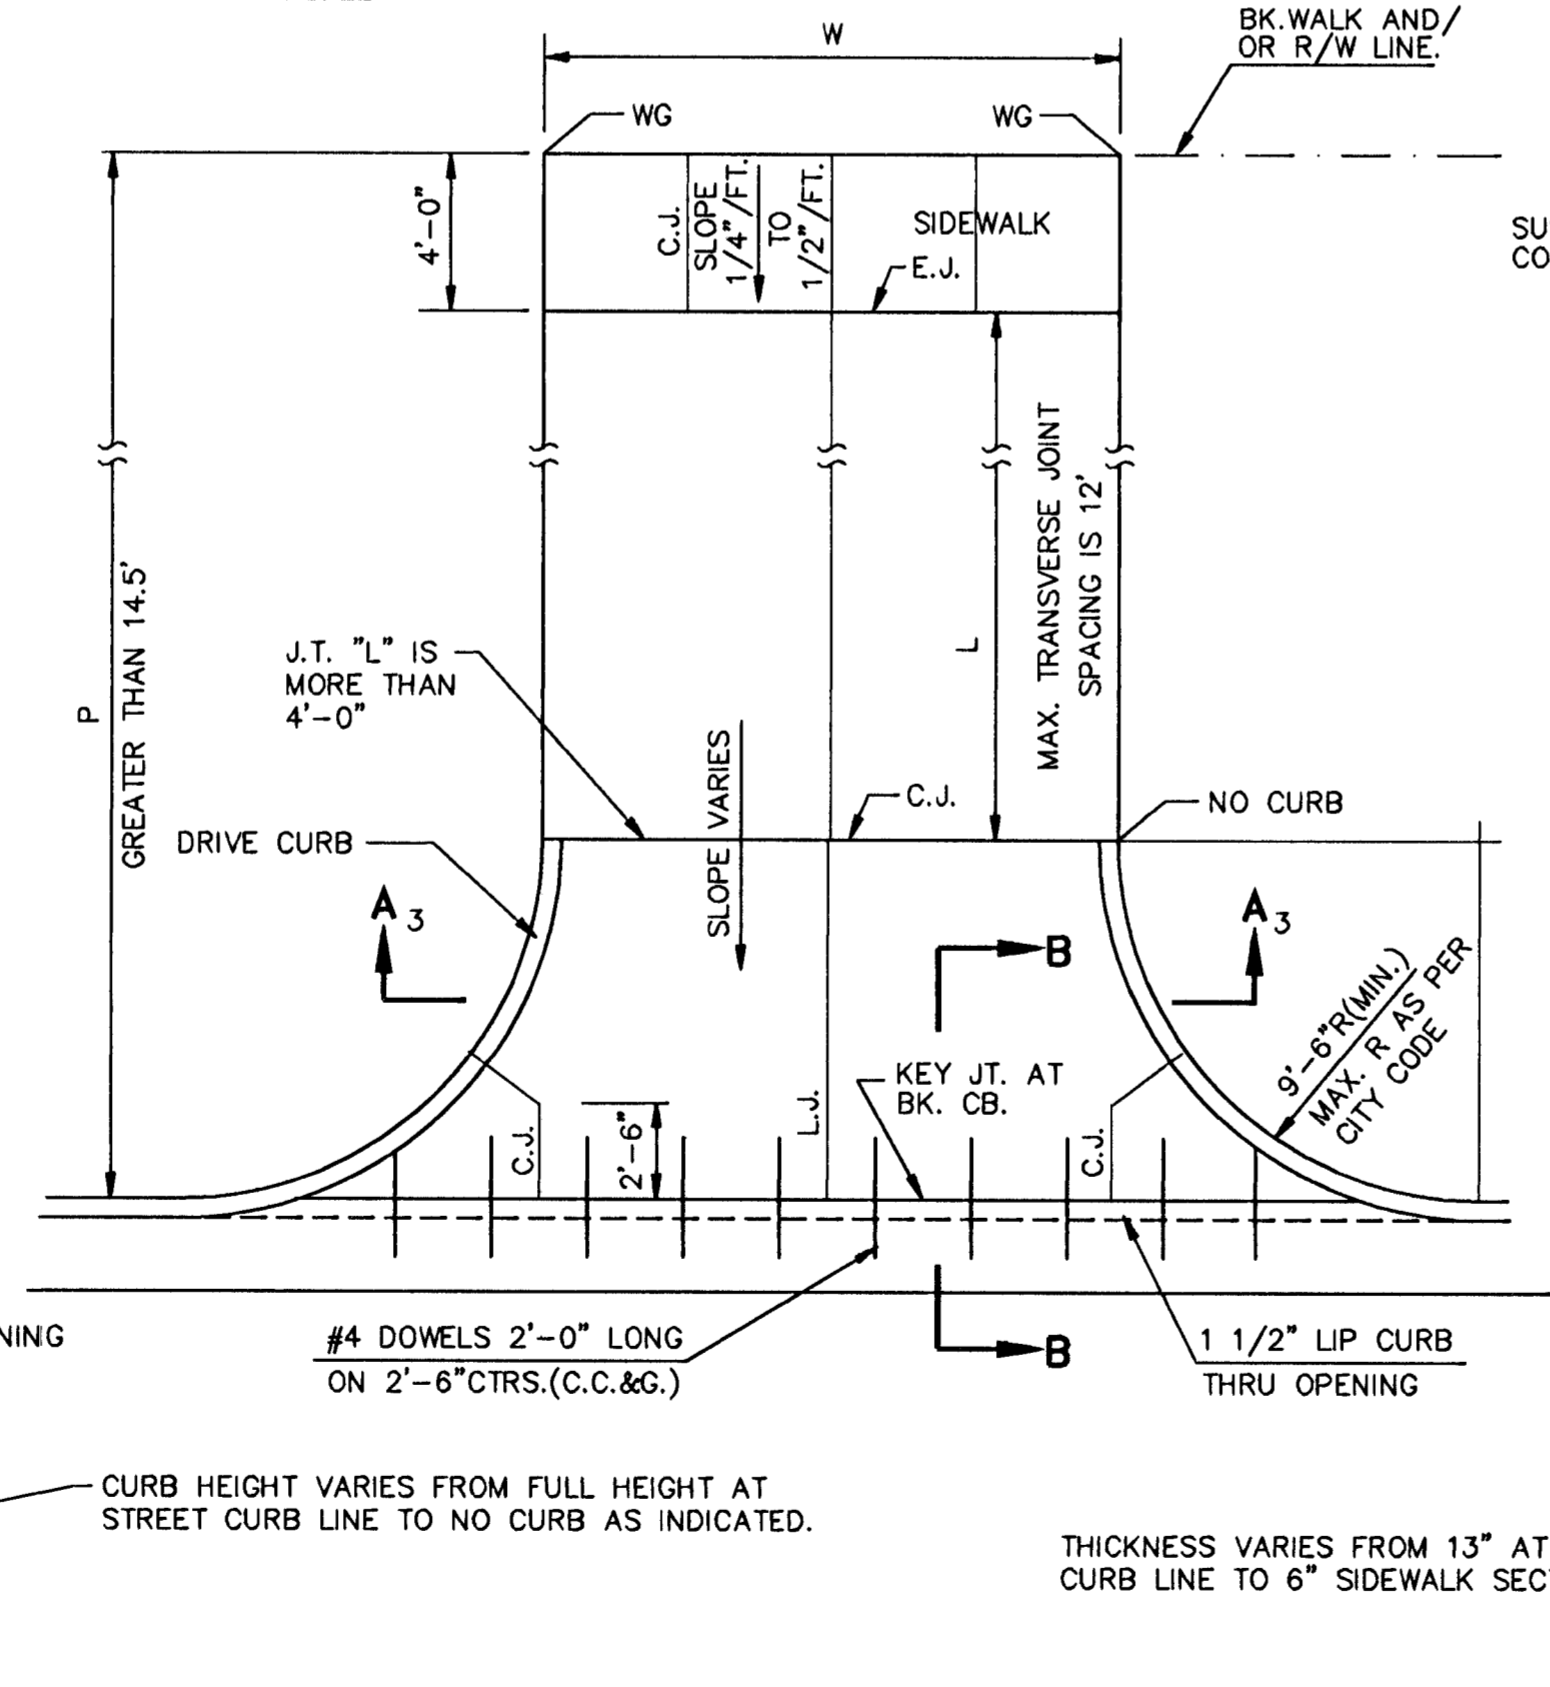 W
BK.WALK AND/
OR R/W LINE.
WG
WG
4'-0"
C.J.
SLOPE
1/4"/FT.
TO
1/2"/FT.
SIDEWALK
E.J.
SU
CO
P
GREATER THAN 14.5'
J.T. "L" IS
MORE THAN
4'-0"
L
MAX. TRANSVERSE JOINT
SPACING IS 12'
SLOPE VARIES
C.J.
NO CURB
DRIVE CURB
A3
A3
B
9'-6"R(MIN.)
MAX. R AS PER
CITY CODE
KEY JT. AT
BK. CB.
C.J.
2'-6"
L.J.
C.J.
NING
#4 DOWELS 2'-0" LONG
ON 2'-6"CTRS.(C.C.&G.)
B
1 1/2" LIP CURB
THRU OPENING
CURB HEIGHT VARIES FROM FULL HEIGHT AT
STREET CURB LINE TO NO CURB AS INDICATED.
THICKNESS VARIES FROM 13" AT
CURB LINE TO 6" SIDEWALK SEC